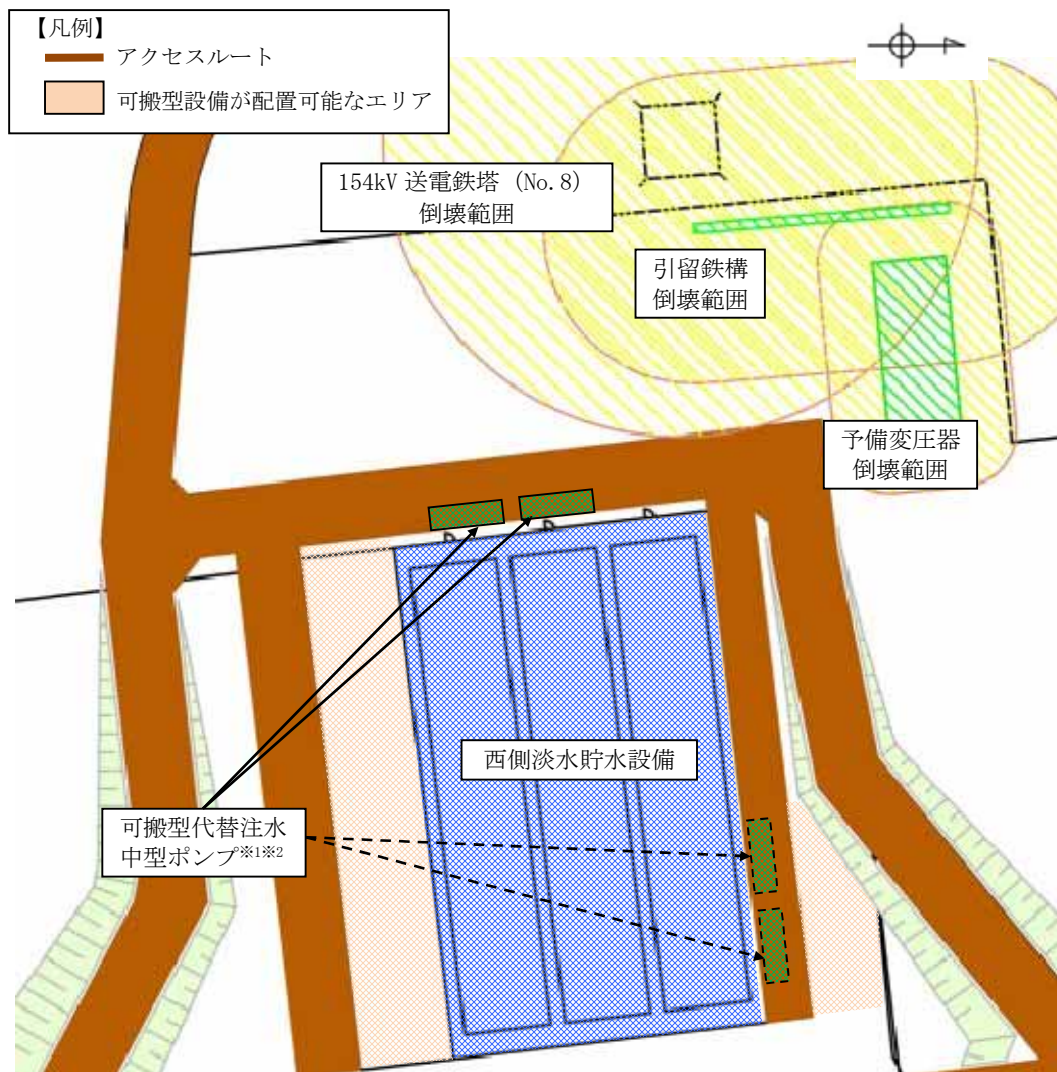 【凡例】
アクセスルート
可搬型設備が配置可能なエリア
154kV 送電鉄塔（No.8）
倒壊範囲
引留鉄構
倒壊範囲
予備変圧器
倒壊範囲
西側淡水貯水設備
可搬型代替注水
中型ポンプ※1※2